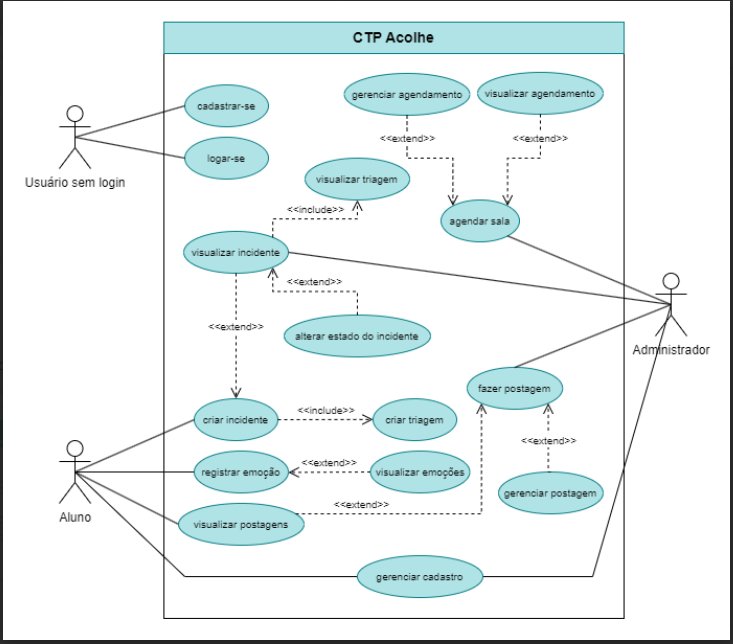 CTP Acolhe
gerenciar agendamento
visualizar agendamento
cadastrar-se
<<extend>>
<<extend>>
logar-se
Usuário sem login
visualizar triagem
<<include>>
agendar sala
visualizar incidente
<<extend>>
<<extend>>
alterar estado do incidente
Administrador
fazer postagem
criar incidente
<<include>>
criar triagem
<<extend>>
registrar emoção
<<extend>>
visualizar emoções
gerenciar postagem
Aluno
visualizar postagens
<<extend>>
gerenciar cadastro